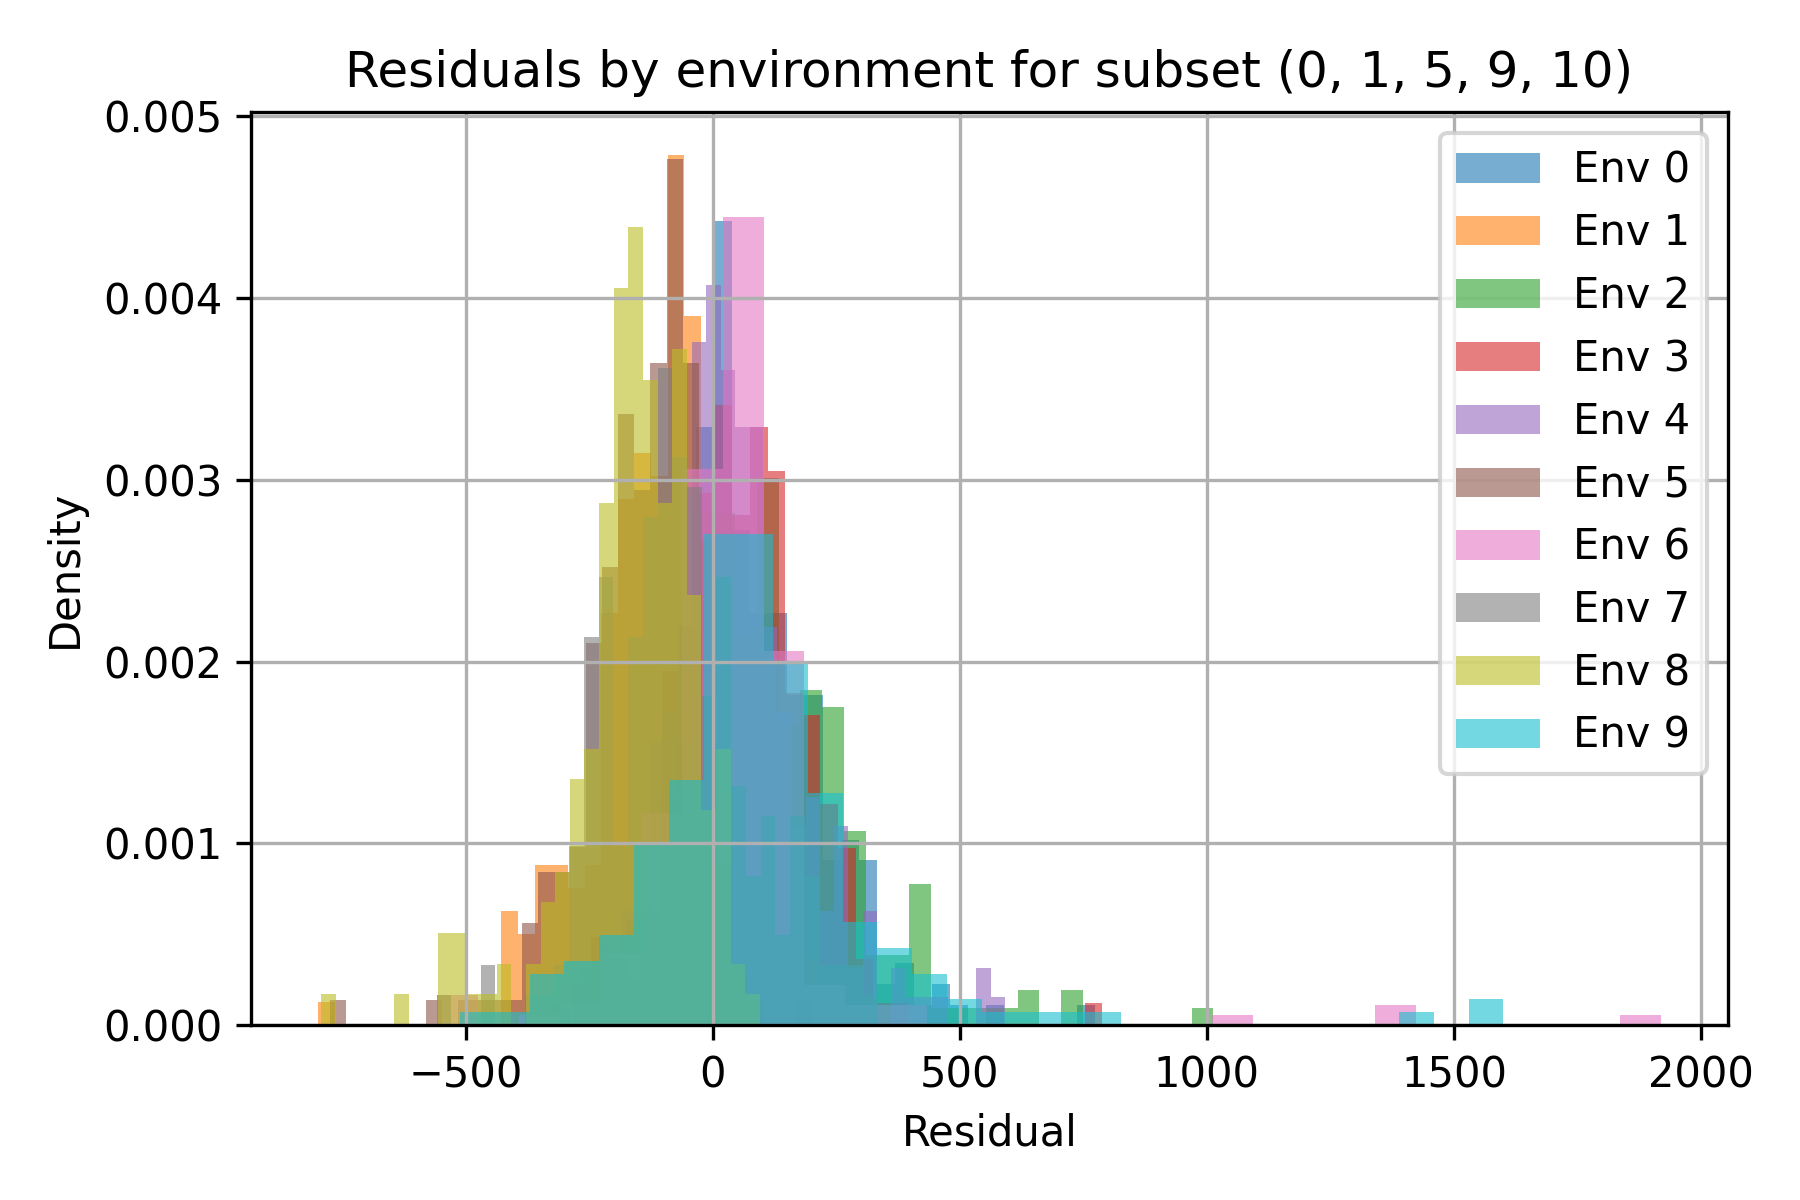 Residuals by environment for subset (0, 1, 5, 9, 10)
0.005
0.004
0.003
0.002
0.001
0.000
Density
−500
0
500
1000
1500
2000
Residual
Env 0
Env 1
Env 2
Env 3
Env 4
Env 5
Env 6
Env 7
Env 8
Env 9